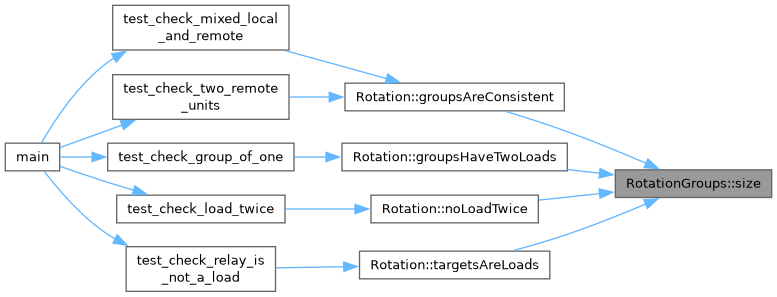 test_check_mixed_local
_and_remote
test_check_two_remote
_units
Rotation::groupsAreConsistent
main
test_check_group_of_one
Rotation::groupsHaveTwoLoads
RotationGroups::size
test_check_load_twice
Rotation::noLoadTwice
test_check_relay_is
_not_a_load
Rotation::targetsAreLoads